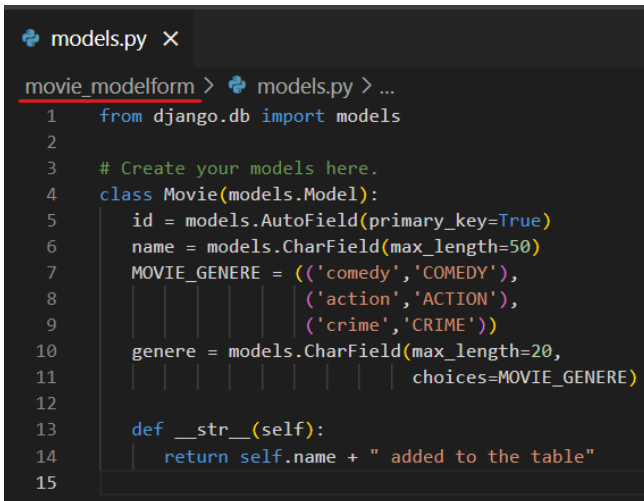 models.py ×
movie_modelform > models.py > ...
1 from django.db import models
2
3 # Create your models here.
4 class Movie(models.Model):
5 id = models.AutoField(primary_key=True)
6 name = models.CharField(max_length=50)
7 MOVIE_GENERE = (('comedy','COMEDY'),
8 ('action','ACTION'),
9 ('crime','CRIME'))
10 genere = models.CharField(max_length=20,
11 choices=MOVIE_GENERE)
12
13 def __str__(self):
14 return self.name + " added to the table"
15